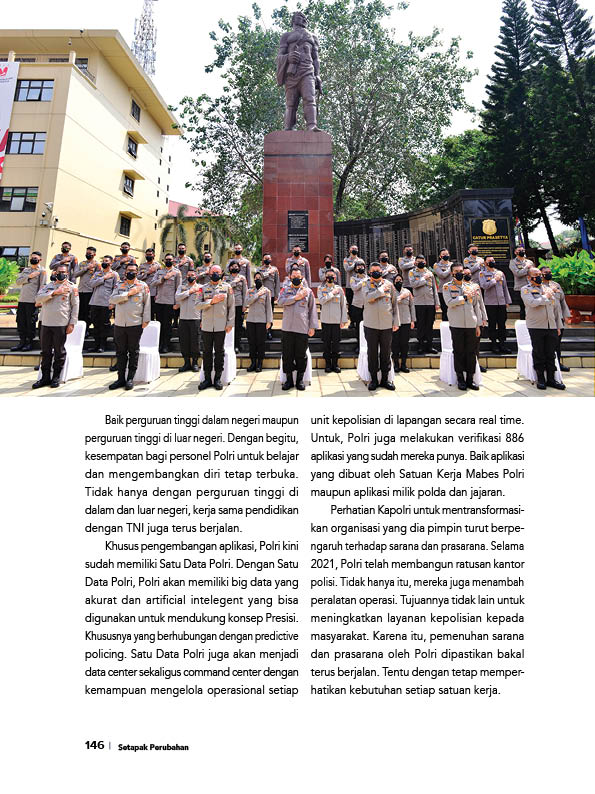 CATUR PRASETYA
Baik perguruan tinggi dalam negeri maupun
perguruan tinggi di luar negeri. Dengan begitu,
kesempatan bagi personel Polri untuk belajar
dan mengembangkan diri tetap terbuka.
Tidak hanya dengan perguruan tinggi di
dalam dan luar negeri, kerja sama pendidikan
dengan TNI juga terus berjalan.
Khusus pengembangan aplikasi, Polri kini
sudah memiliki Satu Data Polri. Dengan Satu
Data Polri, Polri akan memiliki big data yang
akurat dan artificial intelegent yang bisa
digunakan untuk mendukung konsep Presisi.
Khususnya yang berhubungan dengan predictive
policing. Satu Data Polri juga akan menjadi
data center sekaligus command center dengan
kemampuan mengelola operasional setiap
unit kepolisian di lapangan secara real time.
Untuk, Polri juga melakukan verifikasi 886
aplikasi yang sudah mereka punya. Baik aplikasi
yang dibuat oleh Satuan Kerja Mabes Polri
maupun aplikasi milik polda dan jajaran.
Perhatian Kapolri untuk mentransformasi-
kan organisasi yang dia pimpin turut berpe-
ngaruh terhadap sarana dan prasarana. Selama
2021, Polri telah membangun ratusan kantor
polisi. Tidak hanya itu, mereka juga menambah
peralatan operasi. Tujuannya tidak lain untuk
meningkatkan layanan kepolisian kepada
masyarakat. Karena itu, pemenuhan sarana
dan prasarana oleh Polri dipastikan bakal
terus berjalan. Tentu dengan tetap memper-
hatikan kebutuhan setiap satuan kerja.
146 | Setapak Perubahan